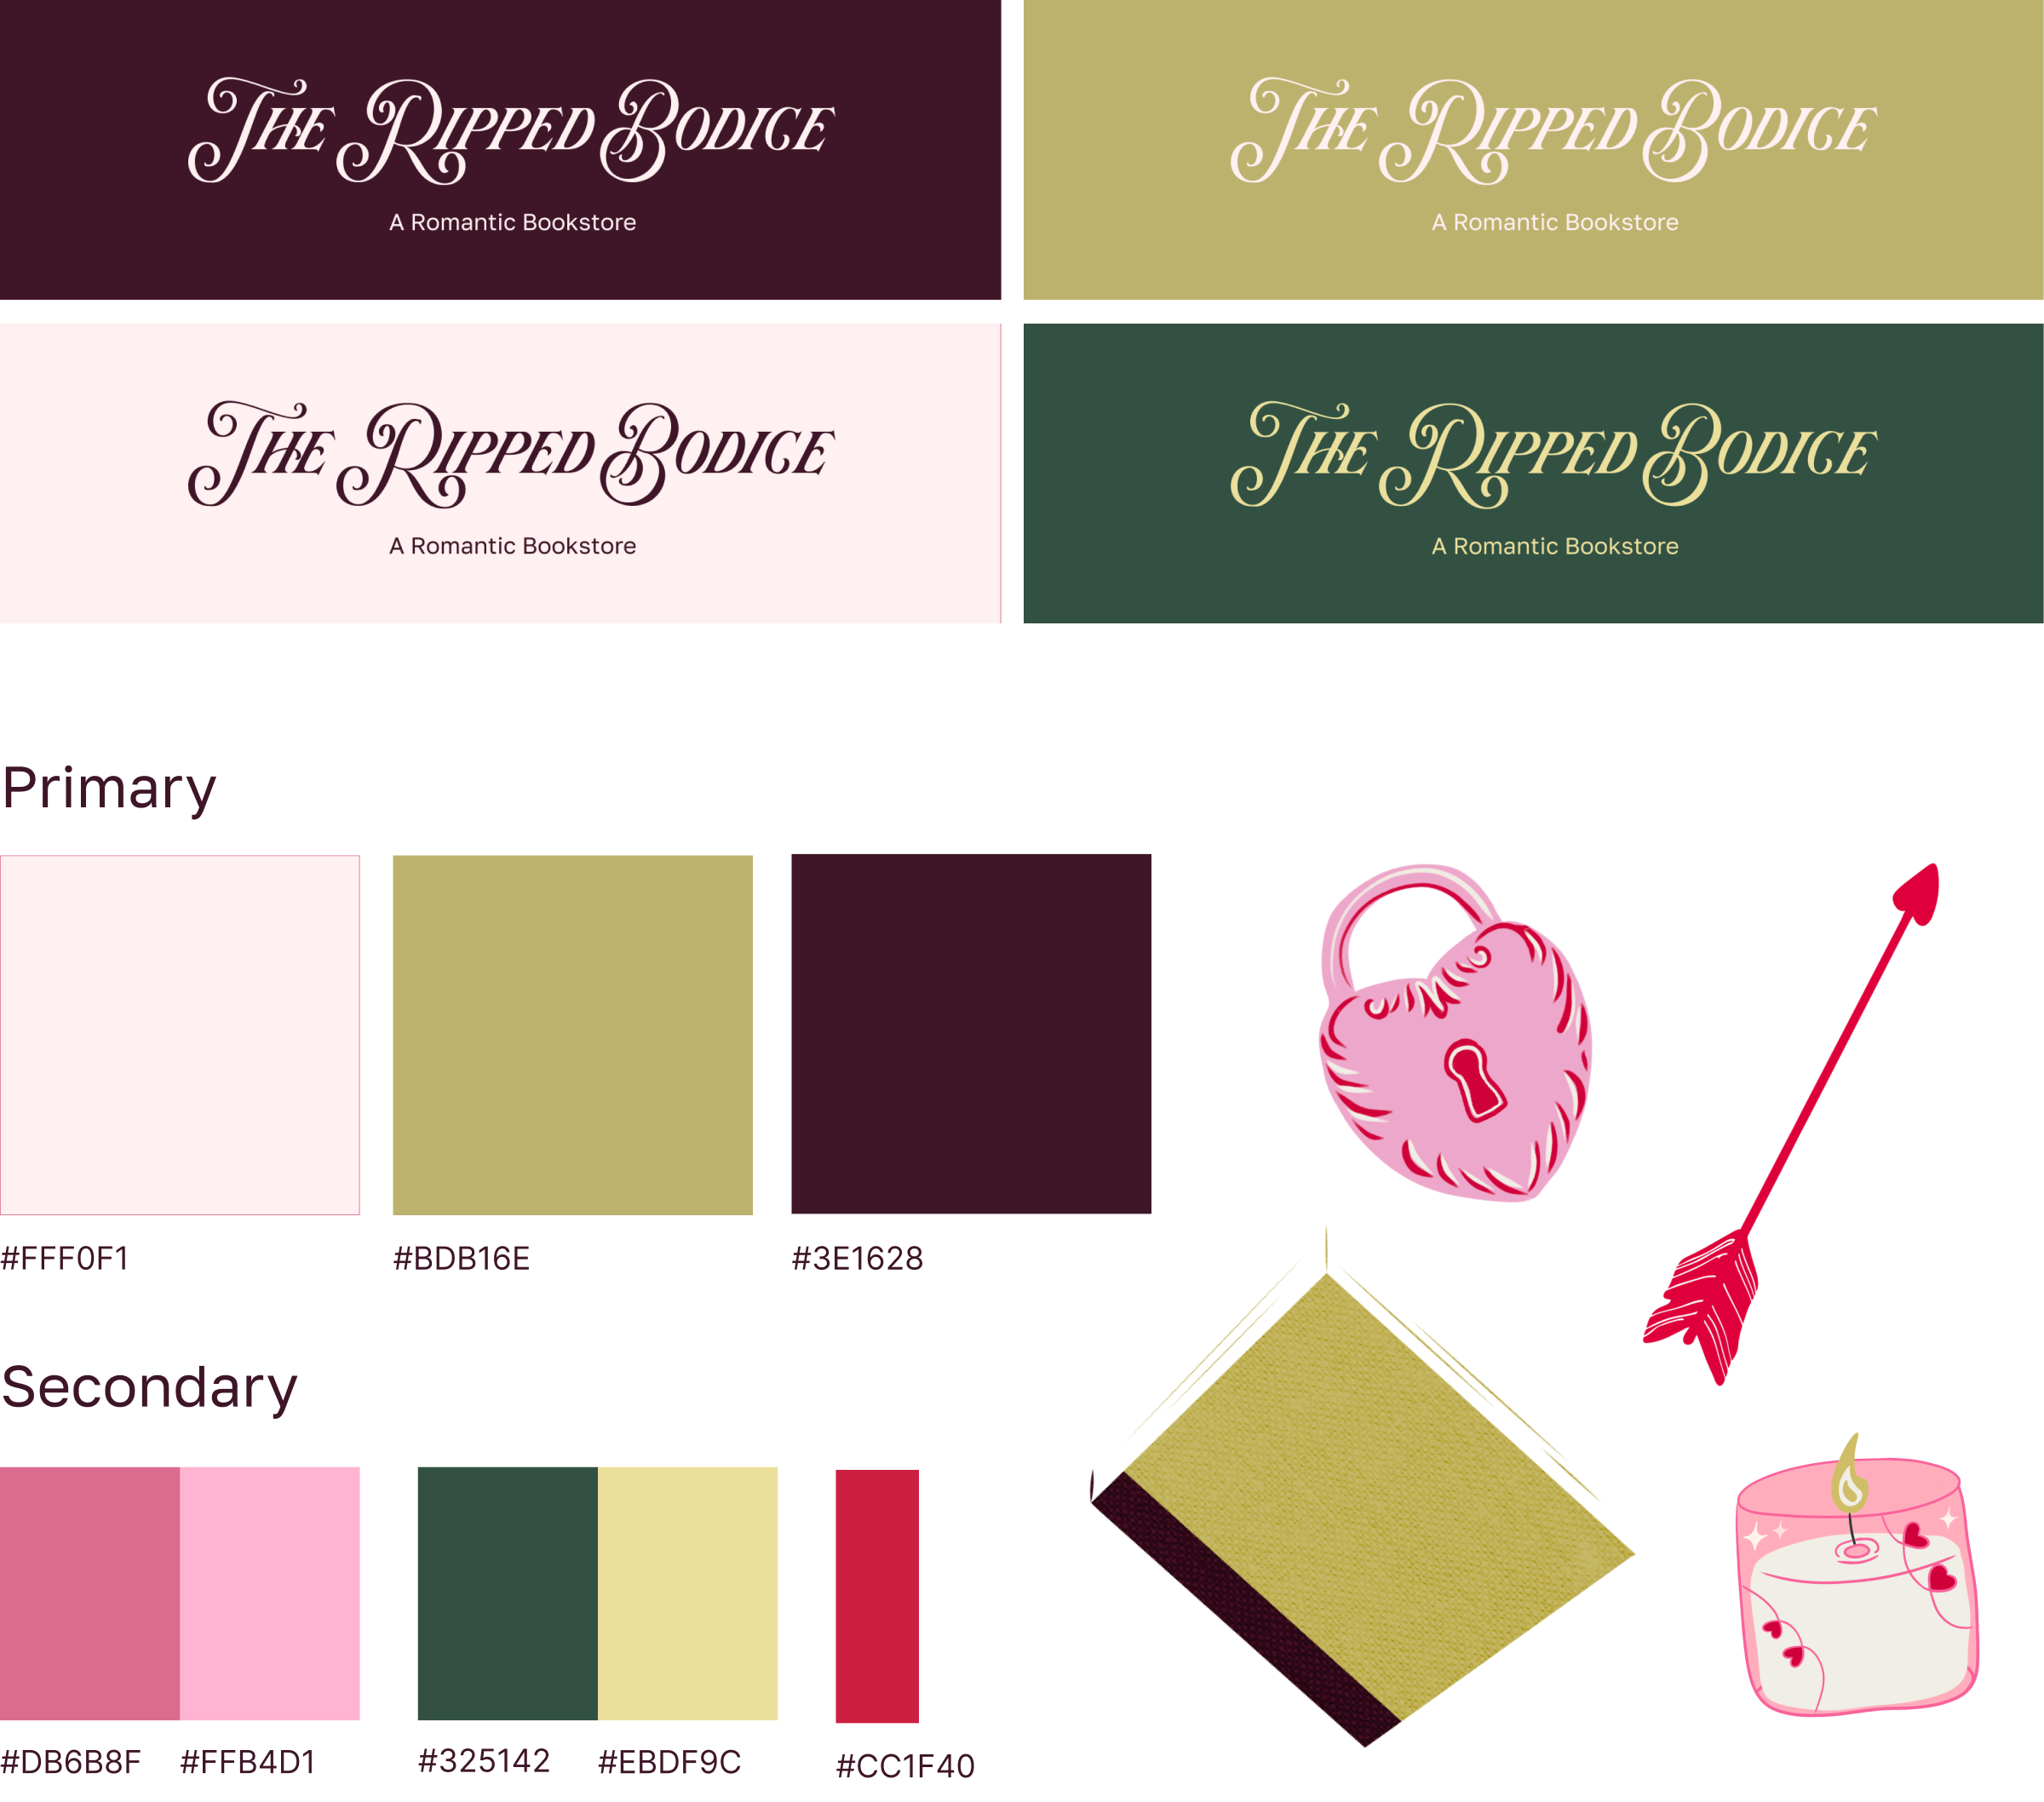 The Ripped Bodice
A Romantic Bookstore
The Ripped Bodice
A Romantic Bookstore
The Ripped Bodice
A Romantic Bookstore
The Ripped Bodice
A Romantic Bookstore
Primary
#FFF0F1
#BDB16E
#3E1628
Secondary
#DB6B8F
#FFB4D1
#325142
#EBDF9C
#CC1F40